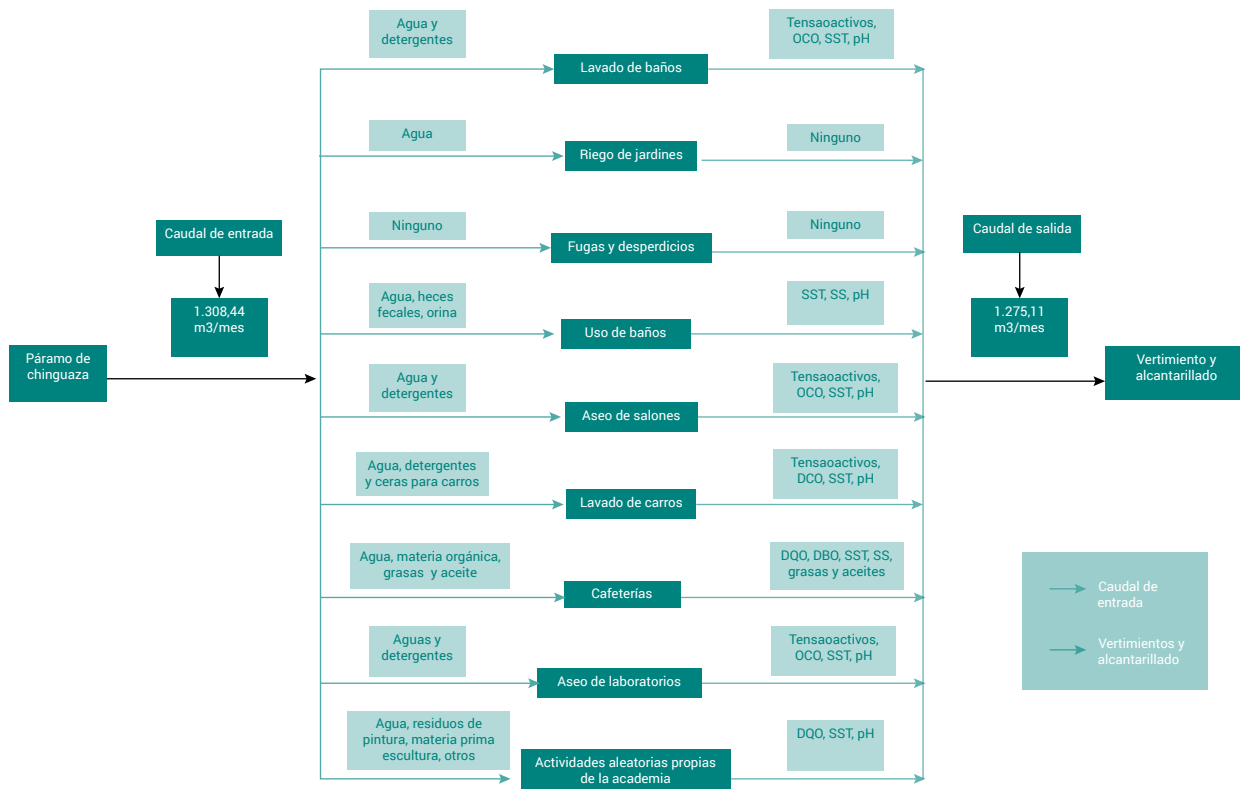 Agua y
detergentes
Tensaoactivos,
OCO, SST, pH
Lavado de baños
Agua
Ninguno
Riego de jardines
Ninguno
Ninguno
Fugas y desperdicios
Caudal de entrada
Caudal de salida
1.308,44
m3/mes
1.275,11
m3/mes
Agua, heces
fecales, orina
SST, SS, pH
Uso de baños
Páramo de
chinguaza
Vertimiento y
alcantarillado
Agua y
detergentes
Tensaoactivos,
OCO, SST, pH
Aseo de salones
Agua, detergentes
y ceras para carros
Tensaoactivos,
DCO, SST, pH
Lavado de carros
Agua, materia orgánica,
grasas y aceite
DQO, DBO, SST, SS,
grasas y aceites
Cafeterías
Caudal de
entrada
Vertimientos y
alcantarillado
Aguas y
detergentes
Tensaoactivos,
OCO, SST, pH
Aseo de laboratorios
Agua, residuos de
pintura, materia prima
escultura, otros
DQO, SST, pH
Actividades aleatorias propias
de la academia